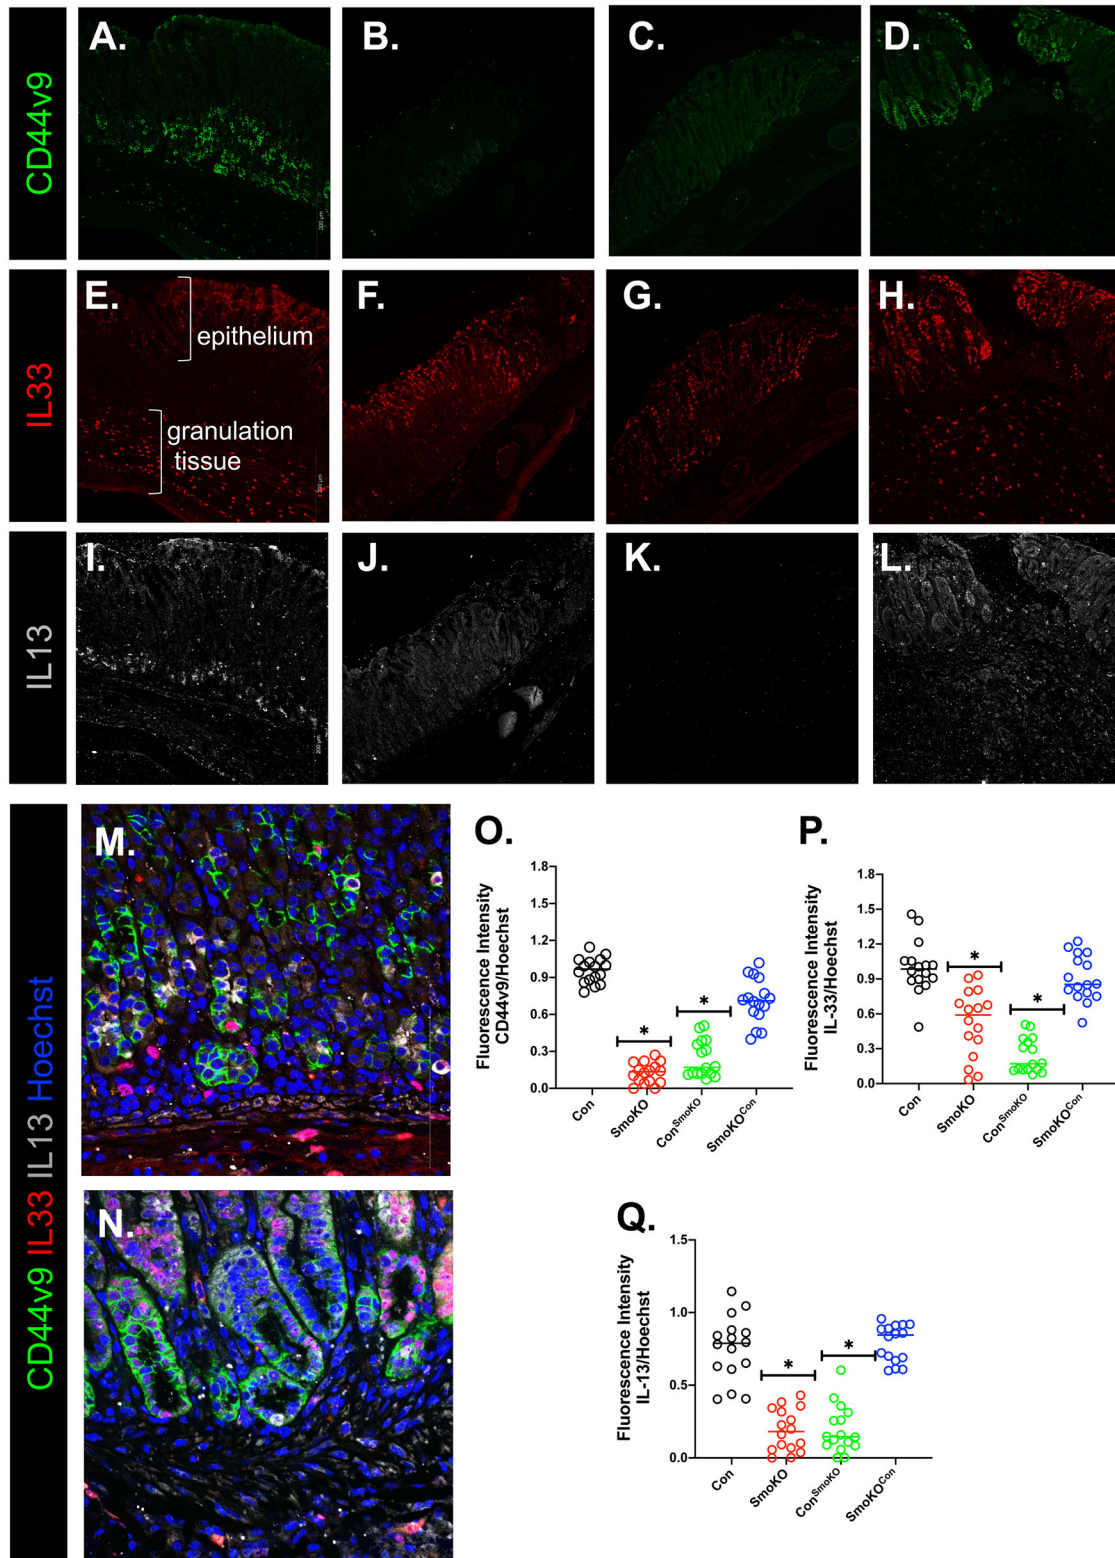 CD44v9
A.
B.
C.
D.
IL33
E.
epithelium
granulation
tissue
F.
G.
H.
IL13
I.
200 µm
J.
K.
L.
CD44v9 IL33 IL13 Hoechst
M.
N.
O.
Fluorescence Intensity
CD44v9/Hoechst
1.8
1.5
1.2
0.9
0.6
0.3
0.0
*
*
Con
SmoKO
Con^SmoKO
SmoKO^Con
P.
Fluorescence Intensity
IL-33/Hoechst
1.8
1.5
1.2
0.9
0.6
0.3
0.0
*
*
Con
SmoKO
Con^SmoKO
SmoKO^Con
Q.
Fluorescence Intensity
IL-13/Hoechst
1.5
1.0
0.5
0.0
*
*
Con
SmoKO
Con^SmoKO
SmoKO^Con